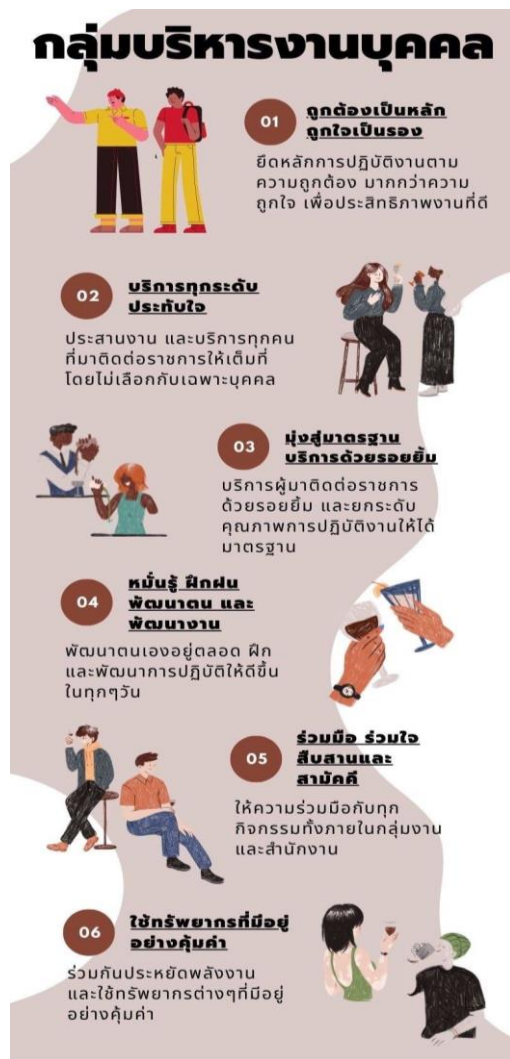 กลุ่มบริหารงานบุคคล
01
ถูกต้องเป็นหลัก
ถูกใจเป็นรอง
ยึดหลักการปฏิบัติงานตาม
ความถูกต้อง มากกว่าความ
ถูกใจ เพื่อประสิทธิภาพงานที่ดี
02
บริการทุกระดับ
ประทับใจ
ประสานงาน และบริการทุกคน
ที่มาติดต่อราชการให้เต็มที่
โดยไม่เลือกกับเฉพาะบุคคล
03
มุ่งสู่มาตรฐาน
บริการด้วยรอยยิ้ม
บริการผู้มาติดต่อราชการ
ด้วยรอยยิ้ม และยกระดับ
คุณภาพการปฏิบัติงานให้ได้
มาตรฐาน
04
หมั่นรู้ ฝึกฝน
พัฒนาตน และ
พัฒนางาน
พัฒนาตนเองอยู่ตลอด ฝึก
และพัฒนาการปฏิบัติให้ดีขึ้น
ในทุกๆวัน
05
ร่วมมือ ร่วมใจ
สืบสานและ
สามัคคี
ให้ความร่วมมือกับทุก
กิจกรรมทั้งภายในกลุ่มงาน
และสำนักงาน
06
ใช้ทรัพยากรที่มีอยู่
อย่างคุ้มค่า
ร่วมกันประหยัดพลังงาน
และใช้ทรัพยากรต่างๆที่มีอยู่
อย่างคุ้มค่า